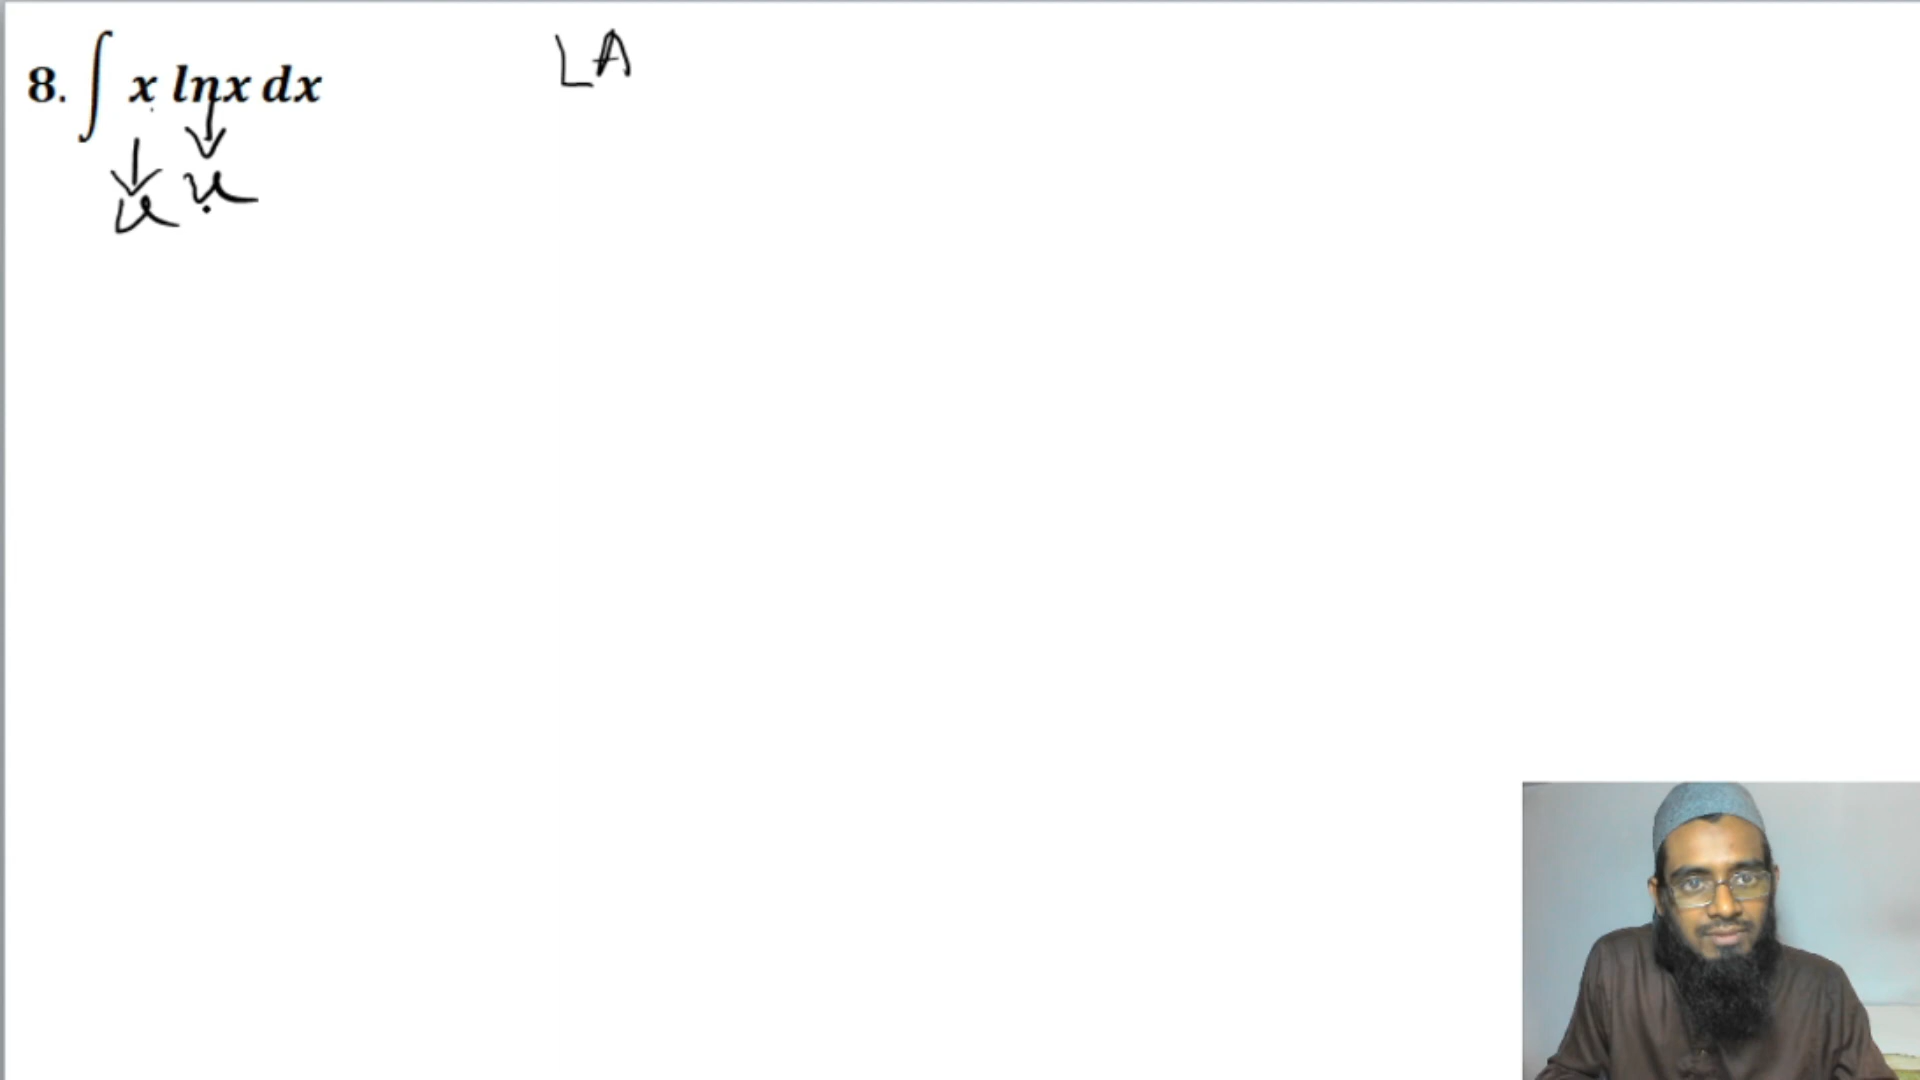 8. ∫ x lnx dx LA
↓ ↓
u u